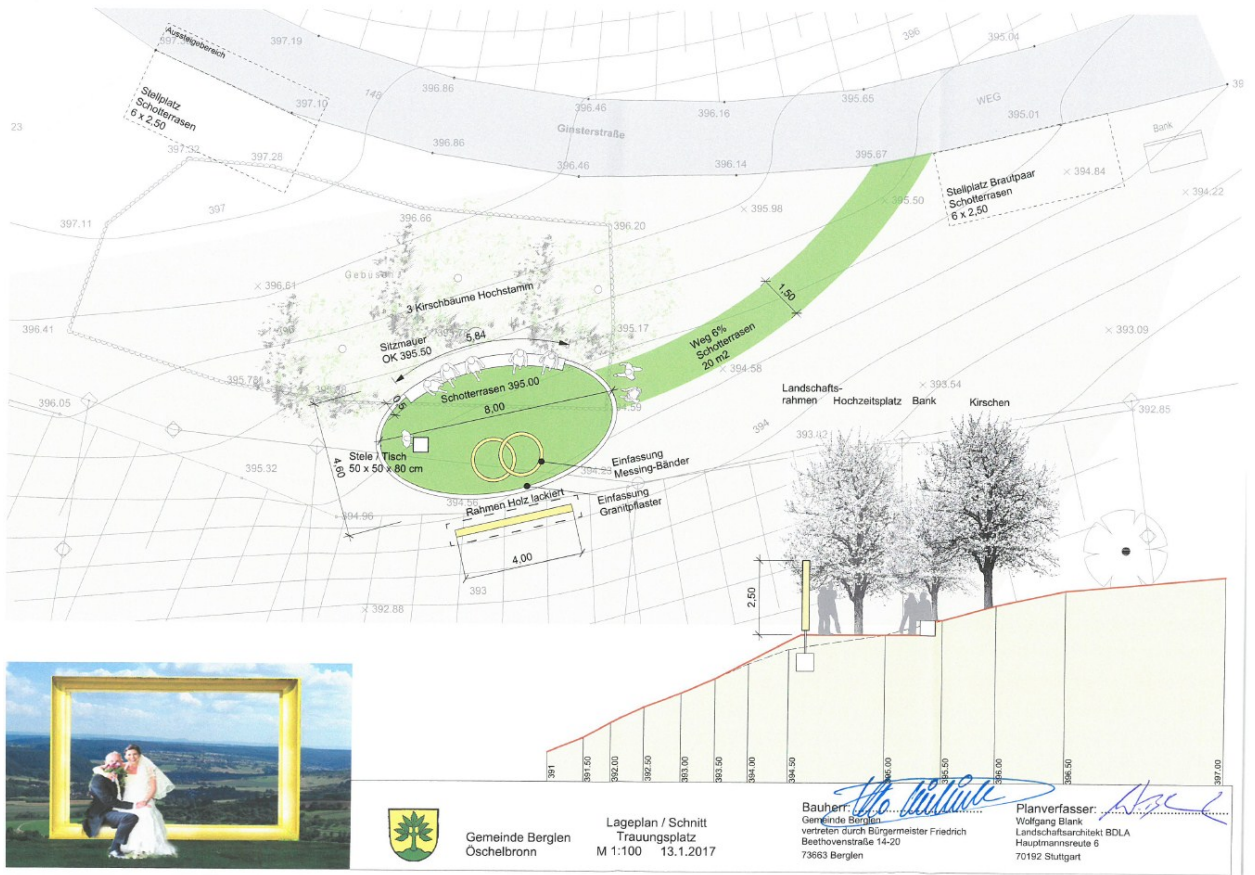 Aussteigebereich
397.19
395.04
396
Stellplatz
Schotterrasen
6 x 2,50
397.10
148
396.86
396.46
396.16
395.65
WEG
395.01
23
Ginsterstraße
Bank
397.32
397.28
396.86
396.46
396.14
395.67
394.84
Stellplatz Brautpaar
Schotterrasen
6 x 2,50
394.22
397.11
397
396.66
396.20
395.98
395.50
396.61
3 Kirschbäume Hochstamm
1,50
396.41
Sitzmauer
OK 395.50
5,84
395.17
Weg 6%
Schotterrasen
20 m2
393.09
394.58
396.05
0,5
Schotterrasen 395.00
8,00
393.54
Landschafts-
rahmen Hochzeitsplatz Bank Kirschen
392.85
394
393.42
395.32
4,60
Stele / Tisch
50 x 50 x 80 cm
Einfassung
Messing-Bänder
394.56
Rahmen Holz lackiert
Einfassung
Granitpflaster
394.96
4,00
393
392.88
2,50
391
391.50
392.00
392.50
393.00
393.50
394.00
394.50
395.00
395.50
396.00
396.50
397.00
Gemeinde Berglen
Öschelbronn
Lageplan / Schnitt
Trauungsplatz
M 1:100 13.1.2017
Bauherr:
Gemeinde Berglen
vertreten durch Bürgermeister Friedrich
Beethovenstraße 14-20
73663 Berglen
Planverfasser:
Wolfgang Blank
Landschaftsarchitekt BDLA
Hauptmannsreute 6
70192 Stuttgart